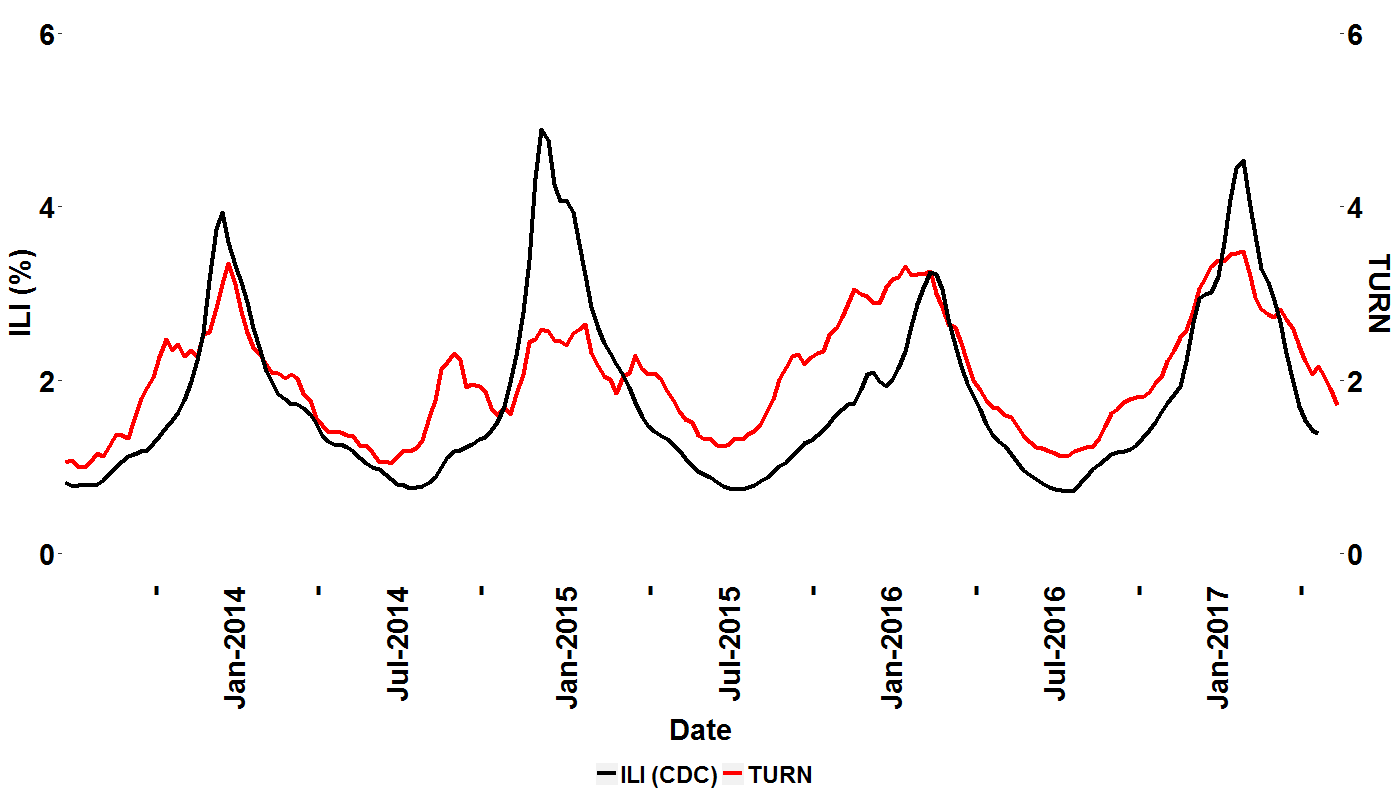 6
4
2
0
ILI (%)
6
4
2
0
TURN
Jan-2014
Jul-2014
Jan-2015
Jul-2015
Jan-2016
Jul-2016
Jan-2017
Date
ILI (CDC) TURN